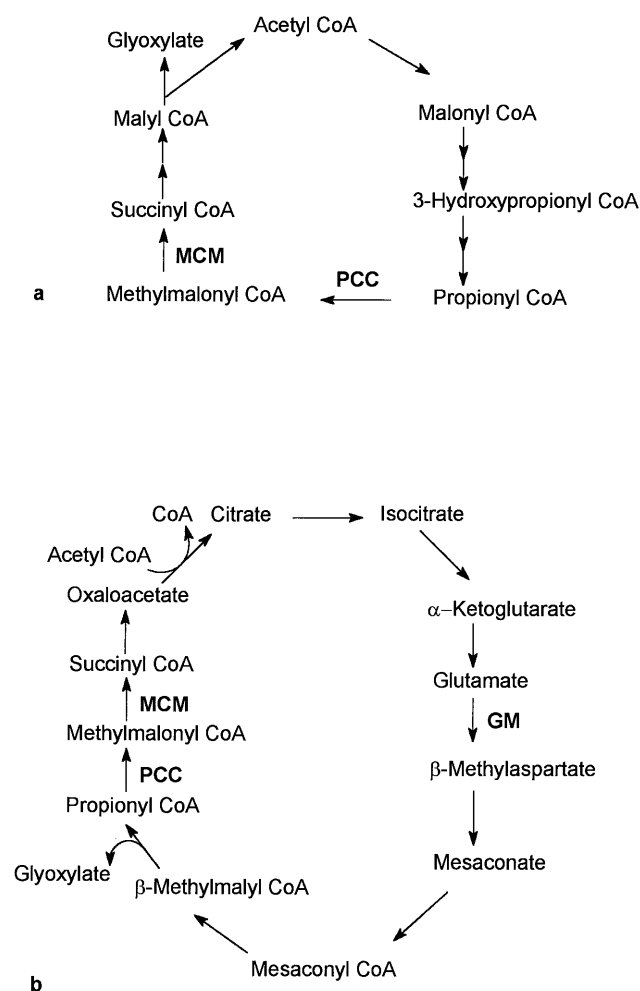 Acetyl CoA
Glyoxylate
Malyl CoA
Malonyl CoA
Succinyl CoA
3-Hydroxypropionyl CoA
MCM
PCC
a
Methylmalonyl CoA
Propionyl CoA
CoA
Citrate
Isocitrate
Acetyl CoA
Oxaloacetate
α–Ketoglutarate
Succinyl CoA
Glutamate
MCM
GM
Methylmalonyl CoA
β-Methylaspartate
PCC
Propionyl CoA
Mesaconate
Glyoxylate
β-Methylmalyl CoA
Mesaconyl CoA
b